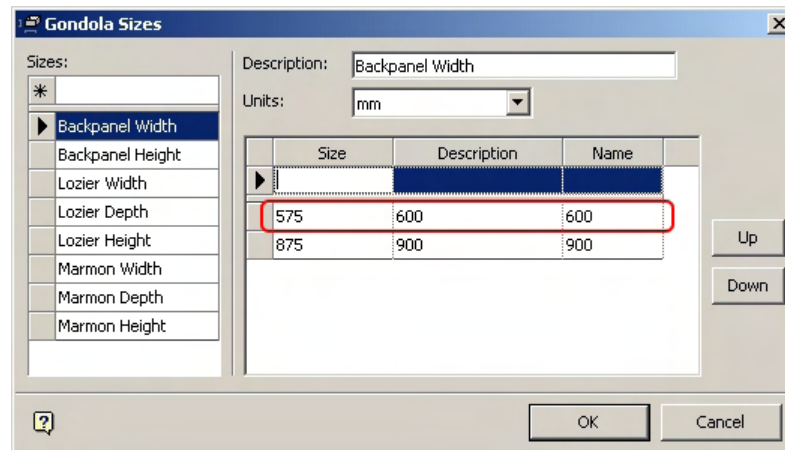 Gondola Sizes
Sizes:
Backpanel Width
Backpanel Height
Lozier Width
Lozier Depth
Lozier Height
Marmon Width
Marmon Depth
Marmon Height
Description: Backpanel Width
Units: mm
Size Description Name
575 600 600
875 900 900
Up
Down
OK Cancel